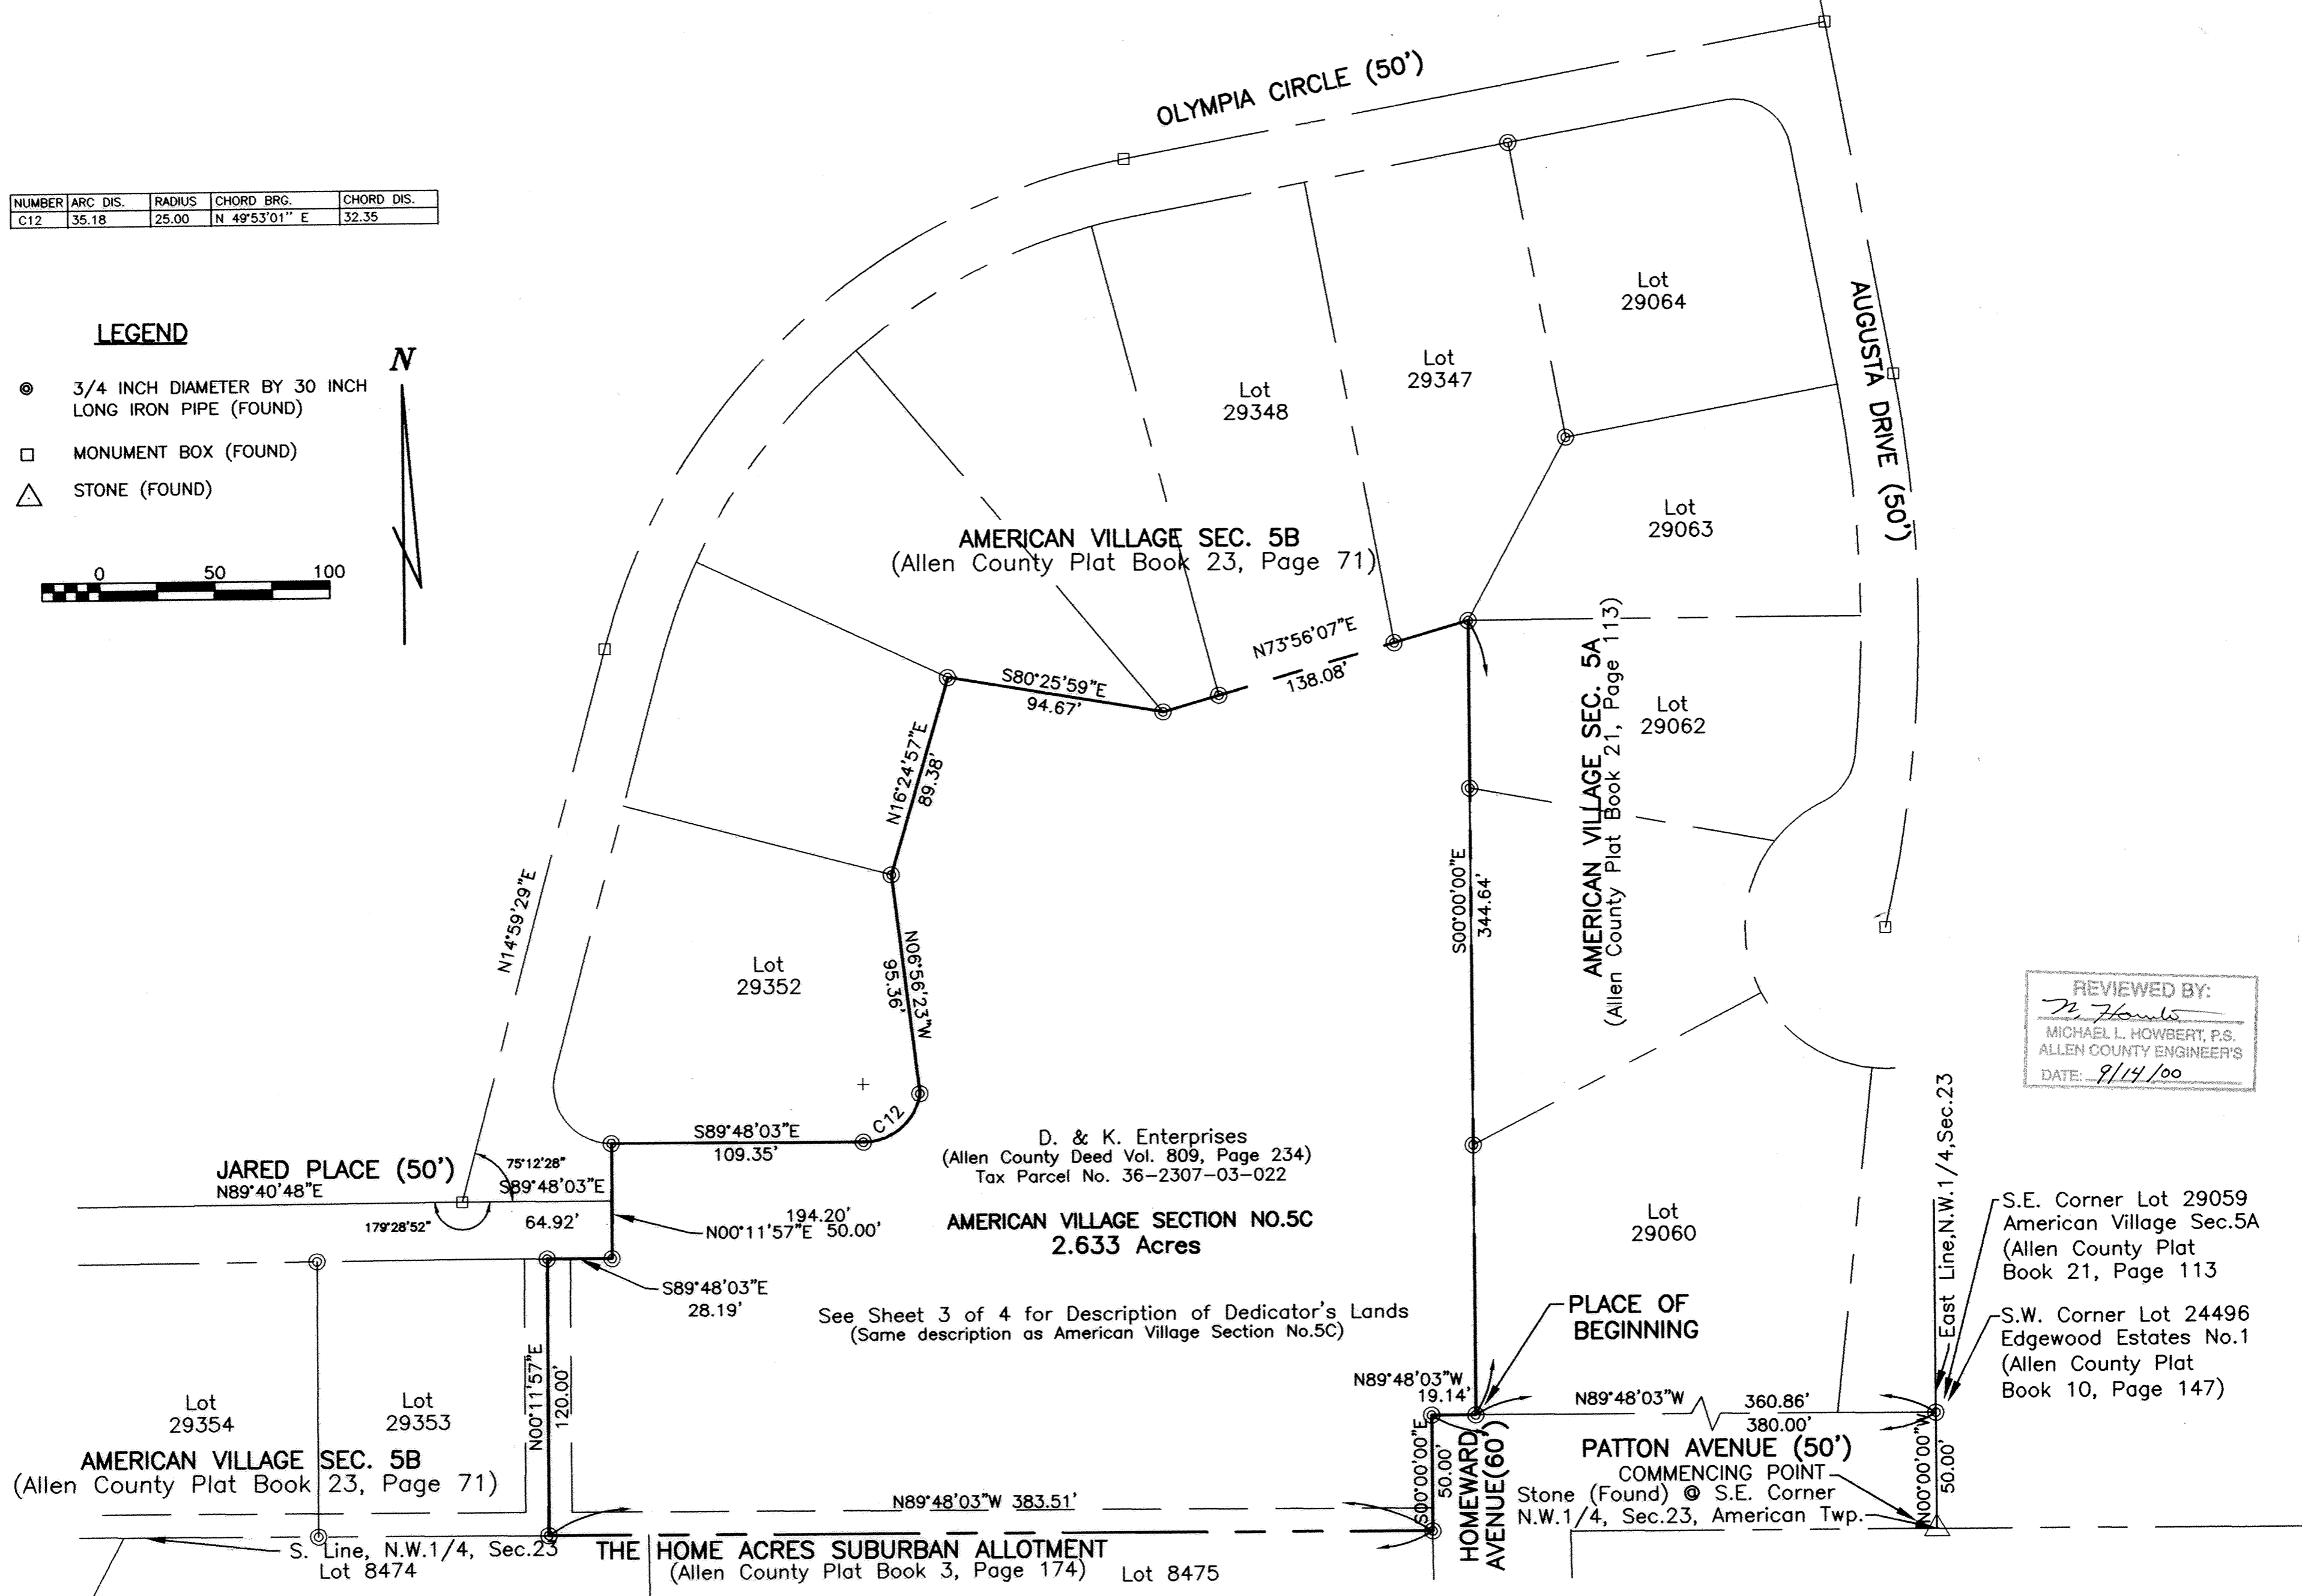 OLYMPIA CIRCLE (50')
NUMBER ARC DIS. RADIUS CHORD BRG. CHORD DIS.
C12 35.18 25.00 N 49°53'01" E 32.35
LEGEND
3/4 INCH DIAMETER BY 30 INCH
LONG IRON PIPE (FOUND)
MONUMENT BOX (FOUND)
STONE (FOUND)
N
0 50 100
Lot
29064
AUGUSTA DRIVE (50')
Lot
29347
Lot
29348
Lot
29063
AMERICAN VILLAGE SEC. 5B
(Allen County Plat Book 23, Page 71)
N73°56'07"E
138.08'
S80°25'59"E
94.67'
AMERICAN VILLAGE SEC. 5A
(Allen County Plat Book 21, Page 113)
Lot
29062
N16°24'57"E
89.38'
S00°00'00"E
344.64'
N14°59'29"E
N06°56'23"W
95.36'
Lot
29352
REVIEWED BY:
MICHAEL L. HOWBERT, P.S.
ALLEN COUNTY ENGINEER'S
DATE: 9/14/00
C12
S89°48'03"E
109.35'
D. & K. Enterprises
(Allen County Deed Vol. 809, Page 234)
Tax Parcel No. 36-2307-03-022
JARED PLACE (50')
N89°40'48"E
75°12'28"
S89°48'03"E
179°28'52"
64.92'
194.20'
N00°11'57"E 50.00'
AMERICAN VILLAGE SECTION NO.5C
2.633 Acres
Lot
29060
East Line,N.W.1/4,Sec.23
S.E. Corner Lot 29059
American Village Sec.5A
(Allen County Plat
Book 21, Page 113
S89°48'03"E
28.19'
See Sheet 3 of 4 for Description of Dedicator's Lands
(Same description as American Village Section No.5C)
PLACE OF
BEGINNING
S.W. Corner Lot 24496
Edgewood Estates No.1
(Allen County Plat
Book 10, Page 147)
N89°48'03"W
19.14'
N89°48'03"W 360.86'
380.00'
Lot
29354
Lot
29353
N00°11'57"E
120.00'
AMERICAN VILLAGE SEC. 5B
(Allen County Plat Book 23, Page 71)
N89°48'03"W 383.51'
S00°00'00"E
50.00'
HOMEWARD
AVENUE(60')
PATTON AVENUE (50')
COMMENCING POINT
Stone (Found) @ S.E. Corner
N.W.1/4, Sec.23, American Twp.
N00°00'00"W
50.00'
S. Line, N.W.1/4, Sec.23
Lot 8474
THE HOME ACRES SUBURBAN ALLOTMENT
(Allen County Plat Book 3, Page 174)
Lot 8475